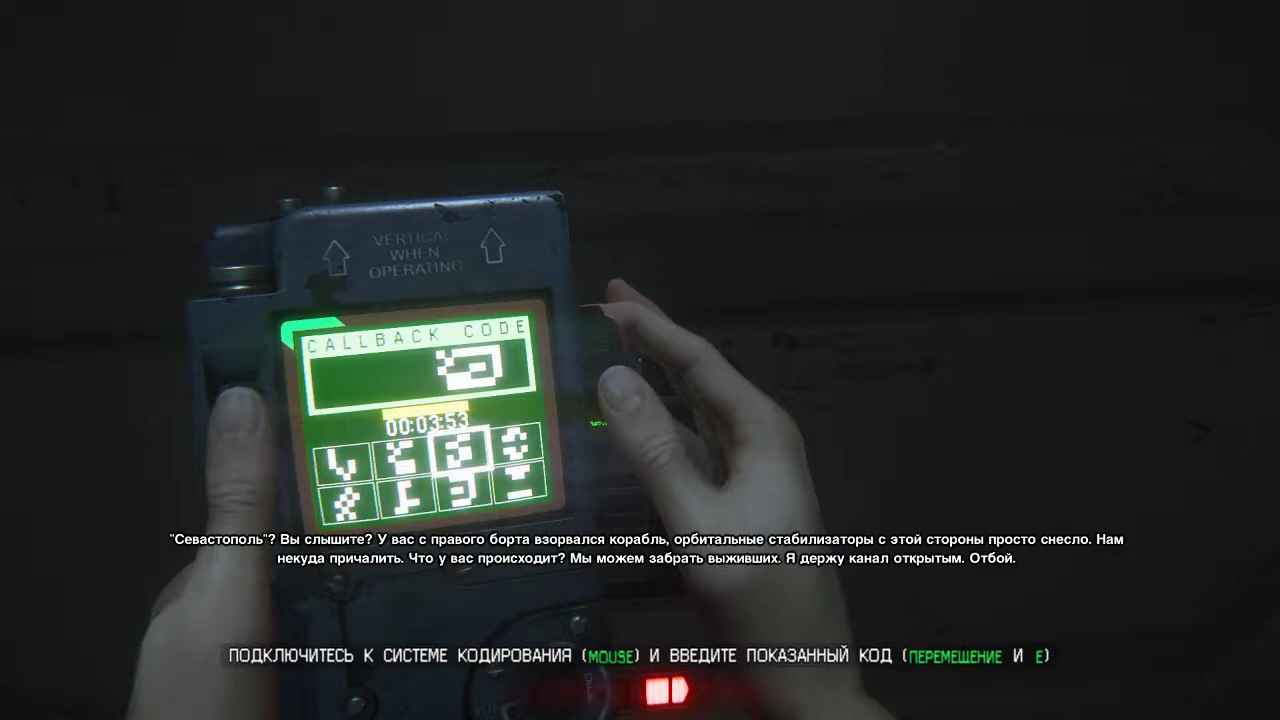 VERTICAL
WHEN
OPERATING
CALLBACK CODE
00:03:53
"Севастополь"? Вы слышите? У вас с правого борта взорвался корабль, орбитальные стабилизаторы с этой стороны просто снесло. Нам
некуда причалить. Что у вас происходит? Мы можем забрать выживших. Я держу канал открытым. Отбой.
ПОДКЛЮЧИТЕСЬ К СИСТЕМЕ КОДИРОВАНИЯ (MOUSE) И ВВЕДИТЕ ПОКАЗАННЫЙ КОД (ПЕРЕМЕЩЕНИЕ И E)